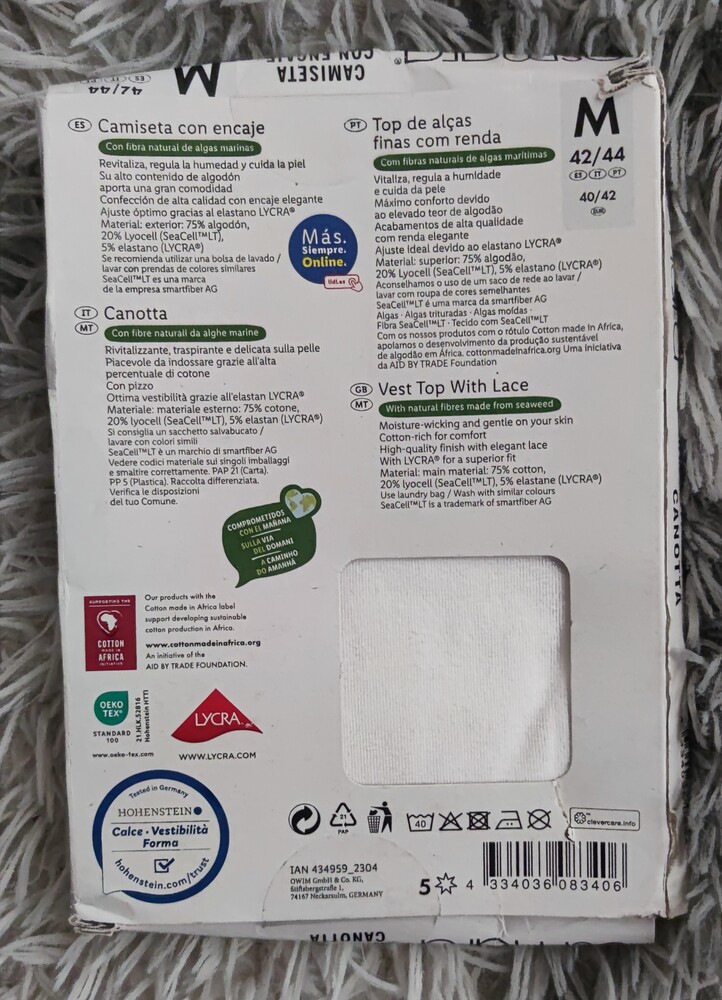 CAMISETA
CON ENCAJE
M
42/44
ES Camiseta con encaje
Con fibra natural de algas marinas
Revitaliza, regula la humedad y cuida la piel
Su alto contenido de algodón
aporta una gran comodidad
Confección de alta calidad con encaje elegante
Ajuste óptimo gracias al elastano LYCRA®
Material: exterior: 75% algodón,
20% Lyocell (SeaCell™LT),
5% elastano (LYCRA®)
Se recomienda utilizar una bolsa de lavado /
lavar con prendas de colores similares
SeaCell™LT es una marca
de la empresa smartfiber AG
Más.
Siempre.
Online.
lidl.es
IT MT Canotta
Con fibre naturali da alghe marine
Rivitalizzante, traspirante e delicata sulla pelle
Piacevole da indossare grazie all'alta
percentuale di cotone
Con pizzo
Ottima vestibilità grazie all'elastan LYCRA®
Materiale: materiale esterno: 75% cotone,
20% lyocell (SeaCell™LT), 5% elastan (LYCRA®)
Si consiglia un sacchetto salvabucato /
lavare con colori simili
SeaCell™LT è un marchio di smartfiber AG
Vedere codici materiale sui singoli imballaggi
e smaltire correttamente. PAP 21 (Carta).
PP 5 (Plastica). Raccolta differenziata.
Verifica le disposizioni
del tuo Comune.
COMPROMETIDOS
CON EL MAÑANA
SULLA VIA
DEL DOMANI
A CAMINHO
DO AMANHÃ
PT Top de alças
finas com renda
Com fibras naturais de algas marítimas
Vitaliza, regula a humidade
e cuida da pele
Máximo conforto devido
ao elevado teor de algodão
Acabamentos de alta qualidade
com renda elegante
Ajuste ideal devido ao elastano LYCRA®
Material: superior: 75% algodão,
20% Lyocell (SeaCell™LT), 5% elastano (LYCRA®)
Aconselhamos o uso de um saco de rede ao lavar /
lavar com roupa de cores semelhantes
SeaCell™LT é uma marca da smartfiber AG
Algas · Algas trituradas · Algas moídas ·
Fibra SeaCell™LT · Tecido com SeaCell™LT
Com os nossos produtos com o rótulo Cotton made In Africa,
apoiamos o desenvolvimento da produção sustentável
de algodão em África. cottonmadeinafrica.org Uma iniciativa
da AID BY TRADE Foundation
M
42/44
ES IT PT
40/42
EUR
GB MT Vest Top With Lace
With natural fibres made from seaweed
Moisture-wicking and gentle on your skin
Cotton-rich for comfort
High-quality finish with elegant lace
With LYCRA® for a superior fit
Material: main material: 75% cotton,
20% lyocell (SeaCell™LT), 5% elastane (LYCRA®)
Use laundry bag / Wash with similar colours
SeaCell™LT is a trademark of smartfiber AG
CANOTTA
SUPPORTING THE
COTTON
MADE IN
AFRICA
INITIATIVE
Our products with the
Cotton made in Africa label
support developing sustainable
cotton production in Africa.
www.cottonmadeinafrica.org
An initiative of the
AID BY TRADE FOUNDATION.
OEKO
TEX®
STANDARD
100
21.HLX.52816
Hohenstein HTTI
www.oeko-tex.com
LYCRA
WWW.LYCRA.COM
Tested in Germany
HOHENSTEIN
Calce · Vestibilità
Forma
hohenstein.com/trust
21
PAP
40
clevercare.info
IAN 434959_2304
OWIM GmbH & Co. KG,
Stiftsbergstraße 1,
74167 Neckarsulm, GERMANY
5
4 334036 083406
CANOTTA